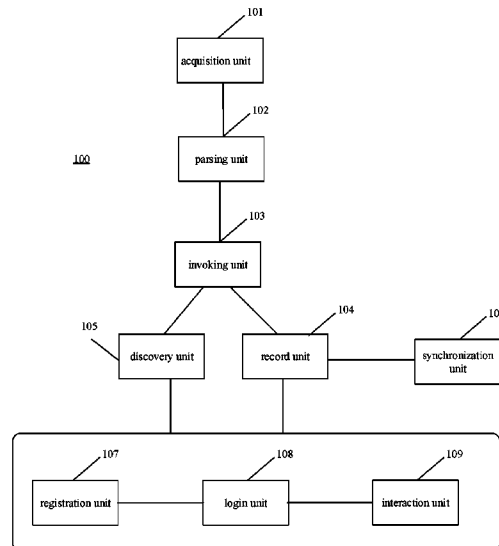 101
acquisition unit
102
100
parsing unit
103
invoking unit
104
105
10
discovery unit
record unit
synchronization
unit
107
108
109
registration unit
login unit
interaction unit